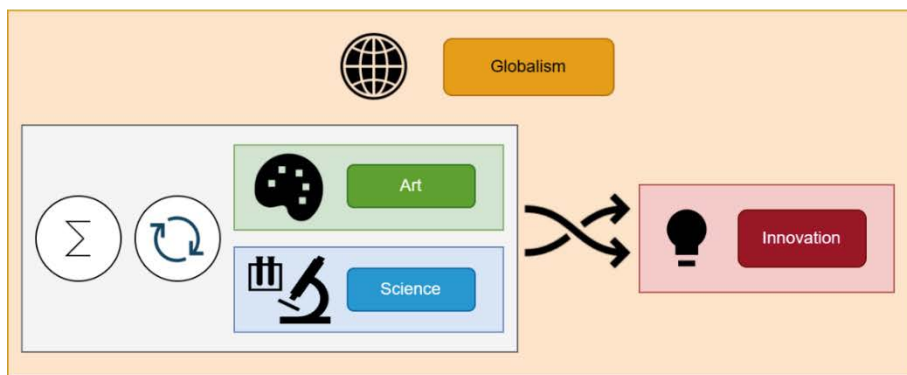 Globalism
Σ
Art
Science
Innovation